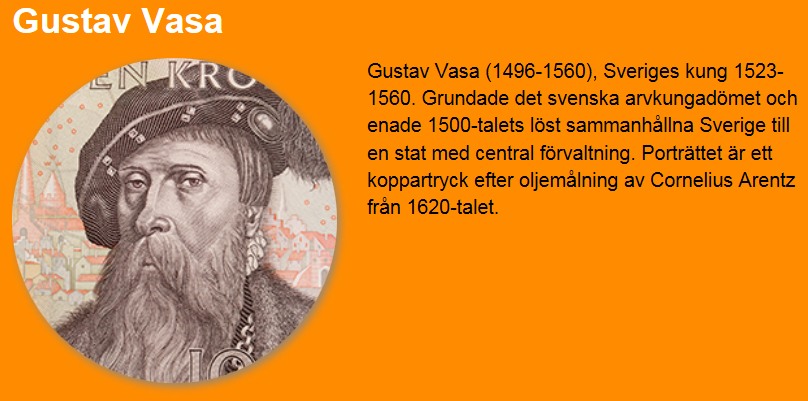 Gustav Vasa
EN KRO
10
Gustav Vasa (1496-1560), Sveriges kung 1523-
1560. Grundade det svenska arvkungadömet och
enade 1500-talets löst sammanhållna Sverige till
en stat med central förvaltning. Porträttet är ett
koppartryck efter oljemålning av Cornelius Arentz
från 1620-talet.